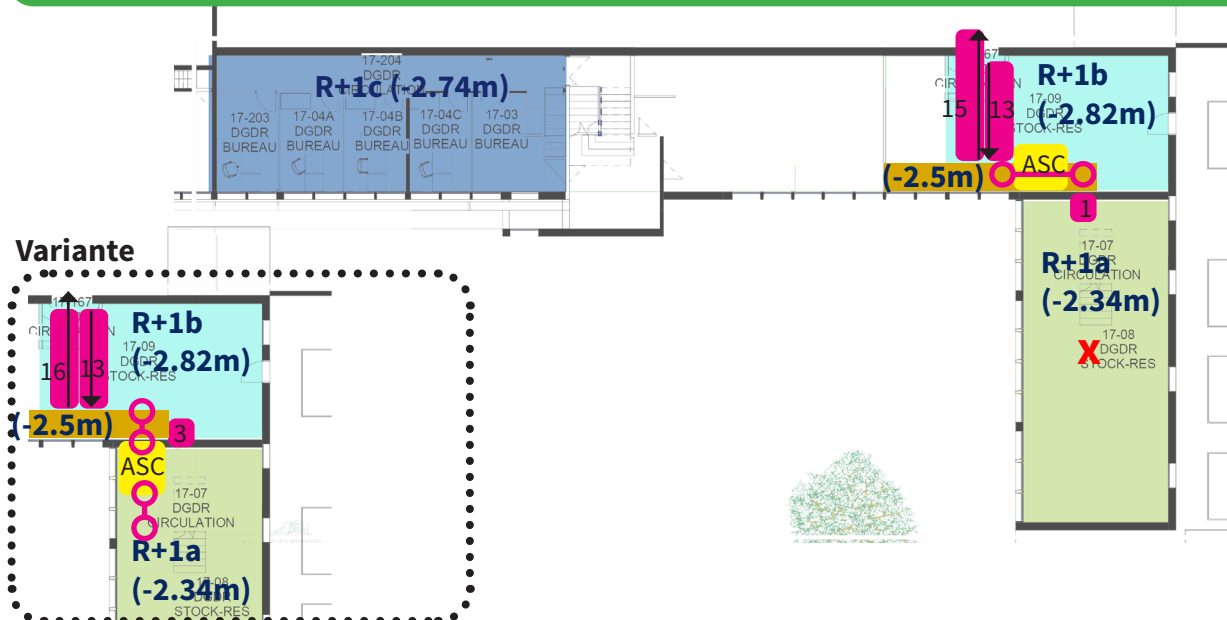 17-204
DGDR
CIRCULATION
R+1c (-2.74m)
17-203
DGDR
BUREAU
17-04A
DGDR
BUREAU
17-04B
DGDR
BUREAU
17-04C
DGDR
BUREAU
17-03
DGDR
BUREAU
15
13
R+1b
(-2.82m)
17-09
DGDR
STOCK-RES
ASC
(-2.5m)
1
17-07
DGDR
CIRCULATION
R+1a
(-2.34m)
17-08
DGDR
STOCK-RES
X
Variante
R+1b
(-2.82m)
17-09
DGDR
STOCK-RES
16
13
(-2.5m)
3
ASC
17-07
DGDR
CIRCULATION
R+1a
(-2.34m)
17-08
DGDR
STOCK-RES